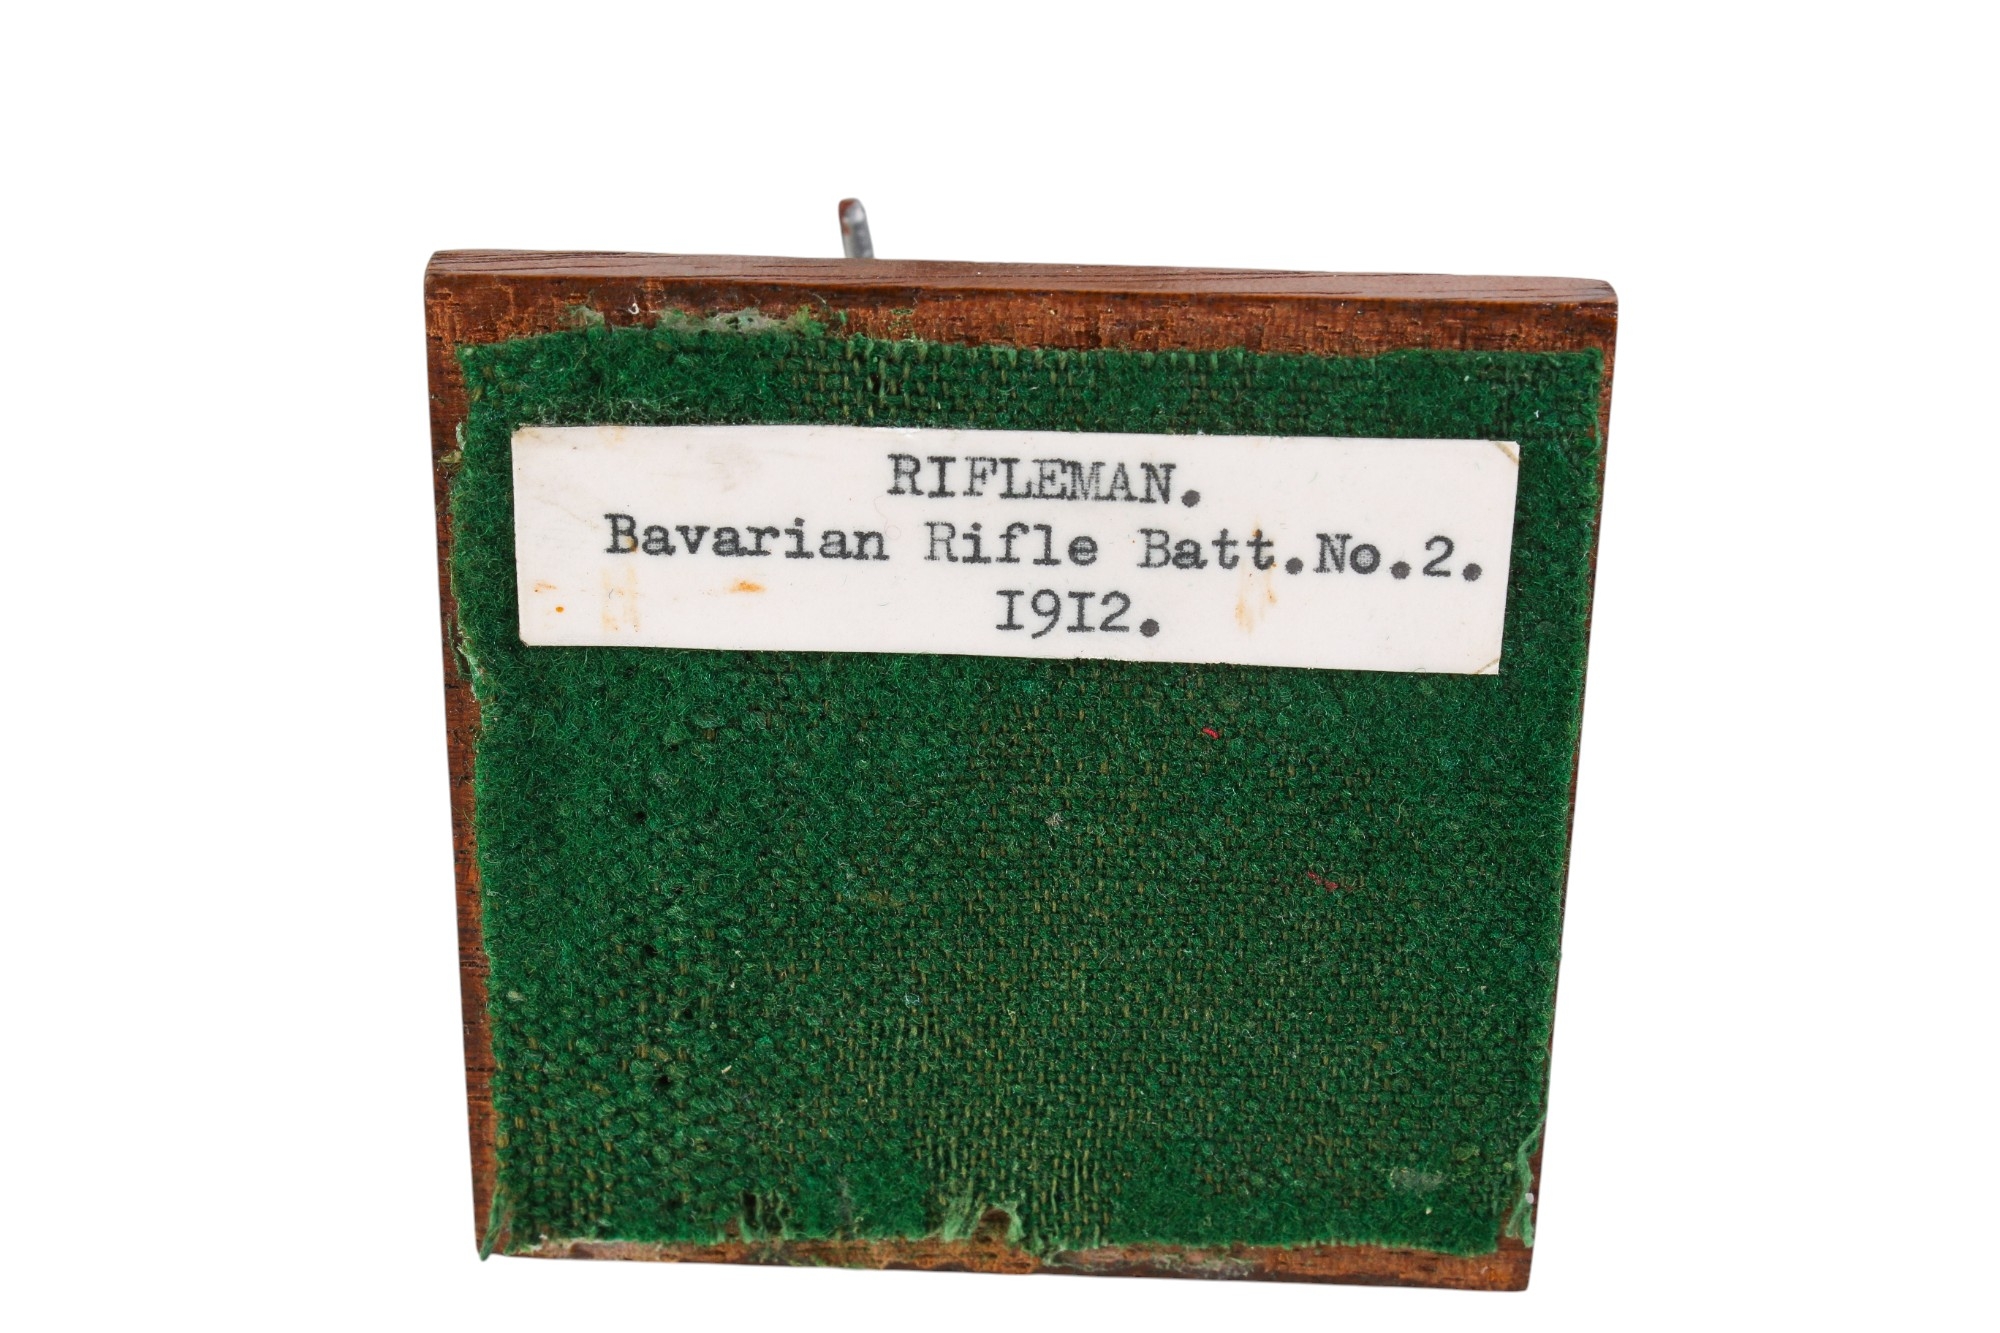 RIFLEMAN.
Bavarian Rifle Batt.No.2.
1912.